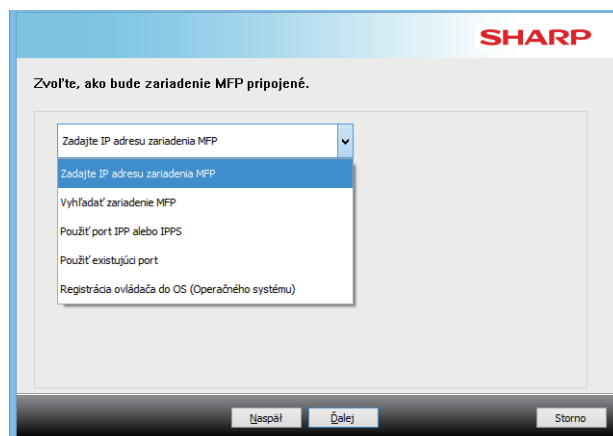 SHARP
Zvoľte, ako bude zariadenie MFP pripojené.
Zadajte IP adresu zariadenia MFP
Zadajte IP adresu zariadenia MFP
Vyhľadať zariadenie MFP
Použiť port IPP alebo IPPS
Použiť existujúci port
Registrácia ovládača do OS (Operačného systému)
Naspäť
Ďalej
Storno